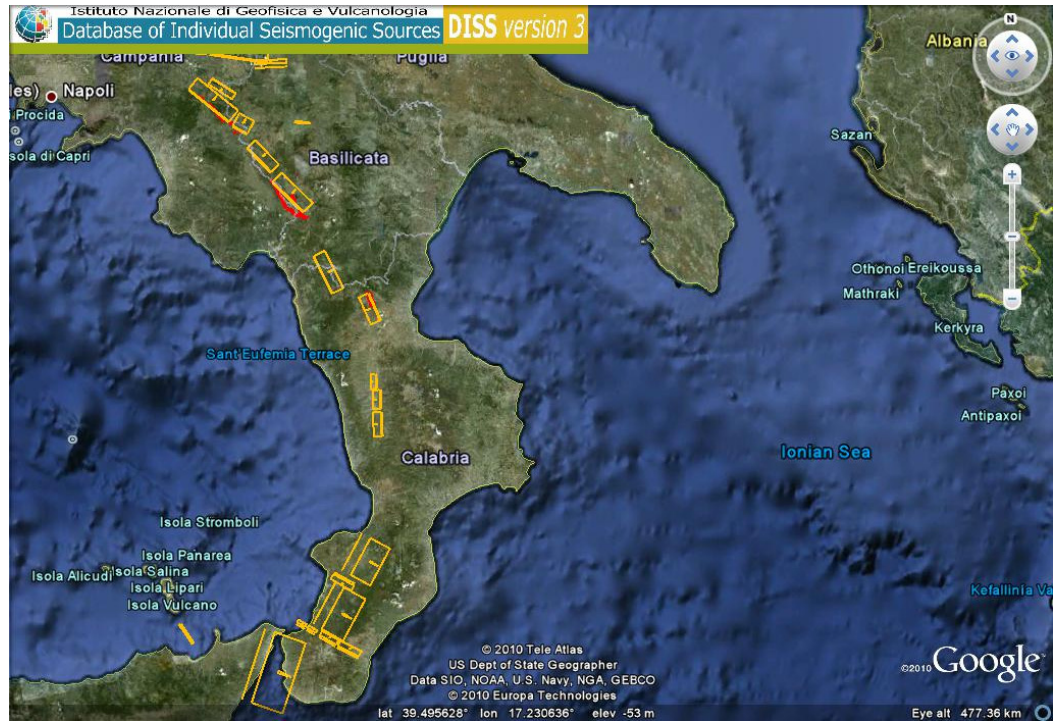 Istituto Nazionale di Geofisica e Vulcanologia
Database of Individual Seismogenic Sources DISS version 3
Campania
Puglia
Albania
N
les) Napoli
i Procida
Sazan
sola di Capri
Basilicata
Othonoi Ereikoussa
Mathraki
Kerkyra
Sant'Eufemia Terrace
Paxoi
Antipaxoi
Calabria
Ionian Sea
Isola Stromboli
Isola Panarea
Isola Alicudi Isola Salina
Isola Lipari
Isola Vulcano
Kefallinia Va
© 2010 Tele Atlas
US Dept of State Geographer
Data SIO, NOAA, U.S. Navy, NGA, GEBCO
© 2010 Europa Technologies
©2010 Google
lat 39.495628° lon 17.230636° elev -53 m
Eye alt 477.36 km